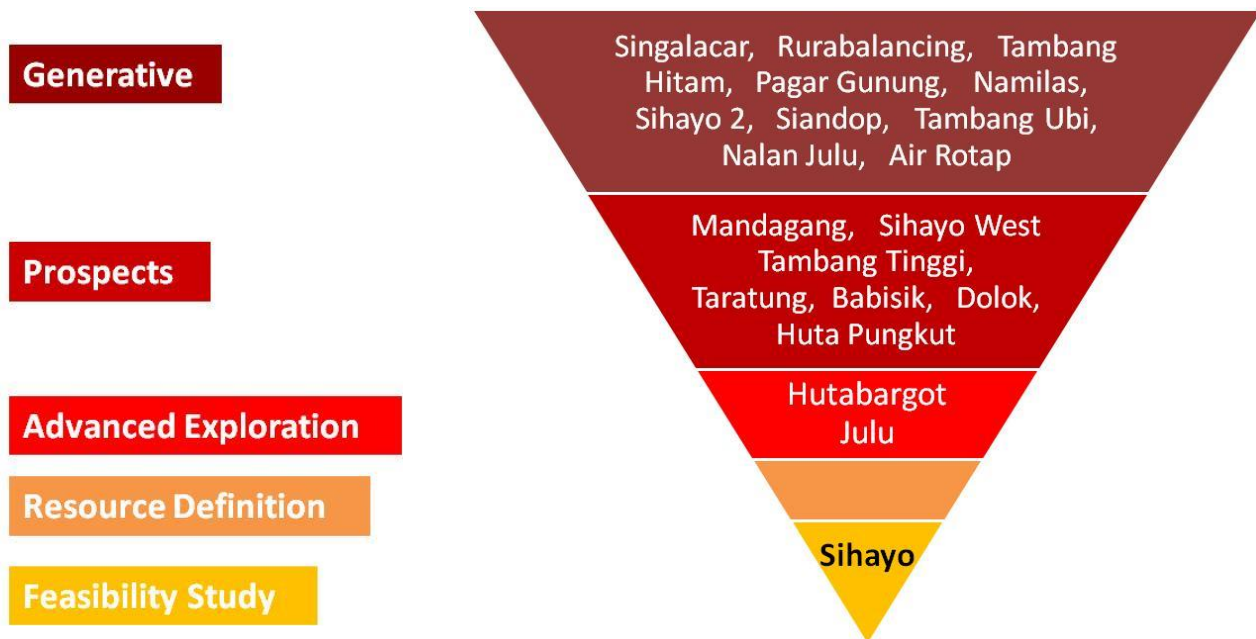 Generative
Singalacar, Rurabalancing, Tambang
Hitam, Pagar Gunung, Namilas,
Sihayo 2, Siandop, Tambang Ubi,
Nalan Julu, Air Rotap
Prospects
Mandagang, Sihayo West
Tambang Tinggi,
Taratung, Babisik, Dolok,
Huta Pungkut
Advanced Exploration
Hutabargot
Julu
Resource Definition
Feasibility Study
Sihayo